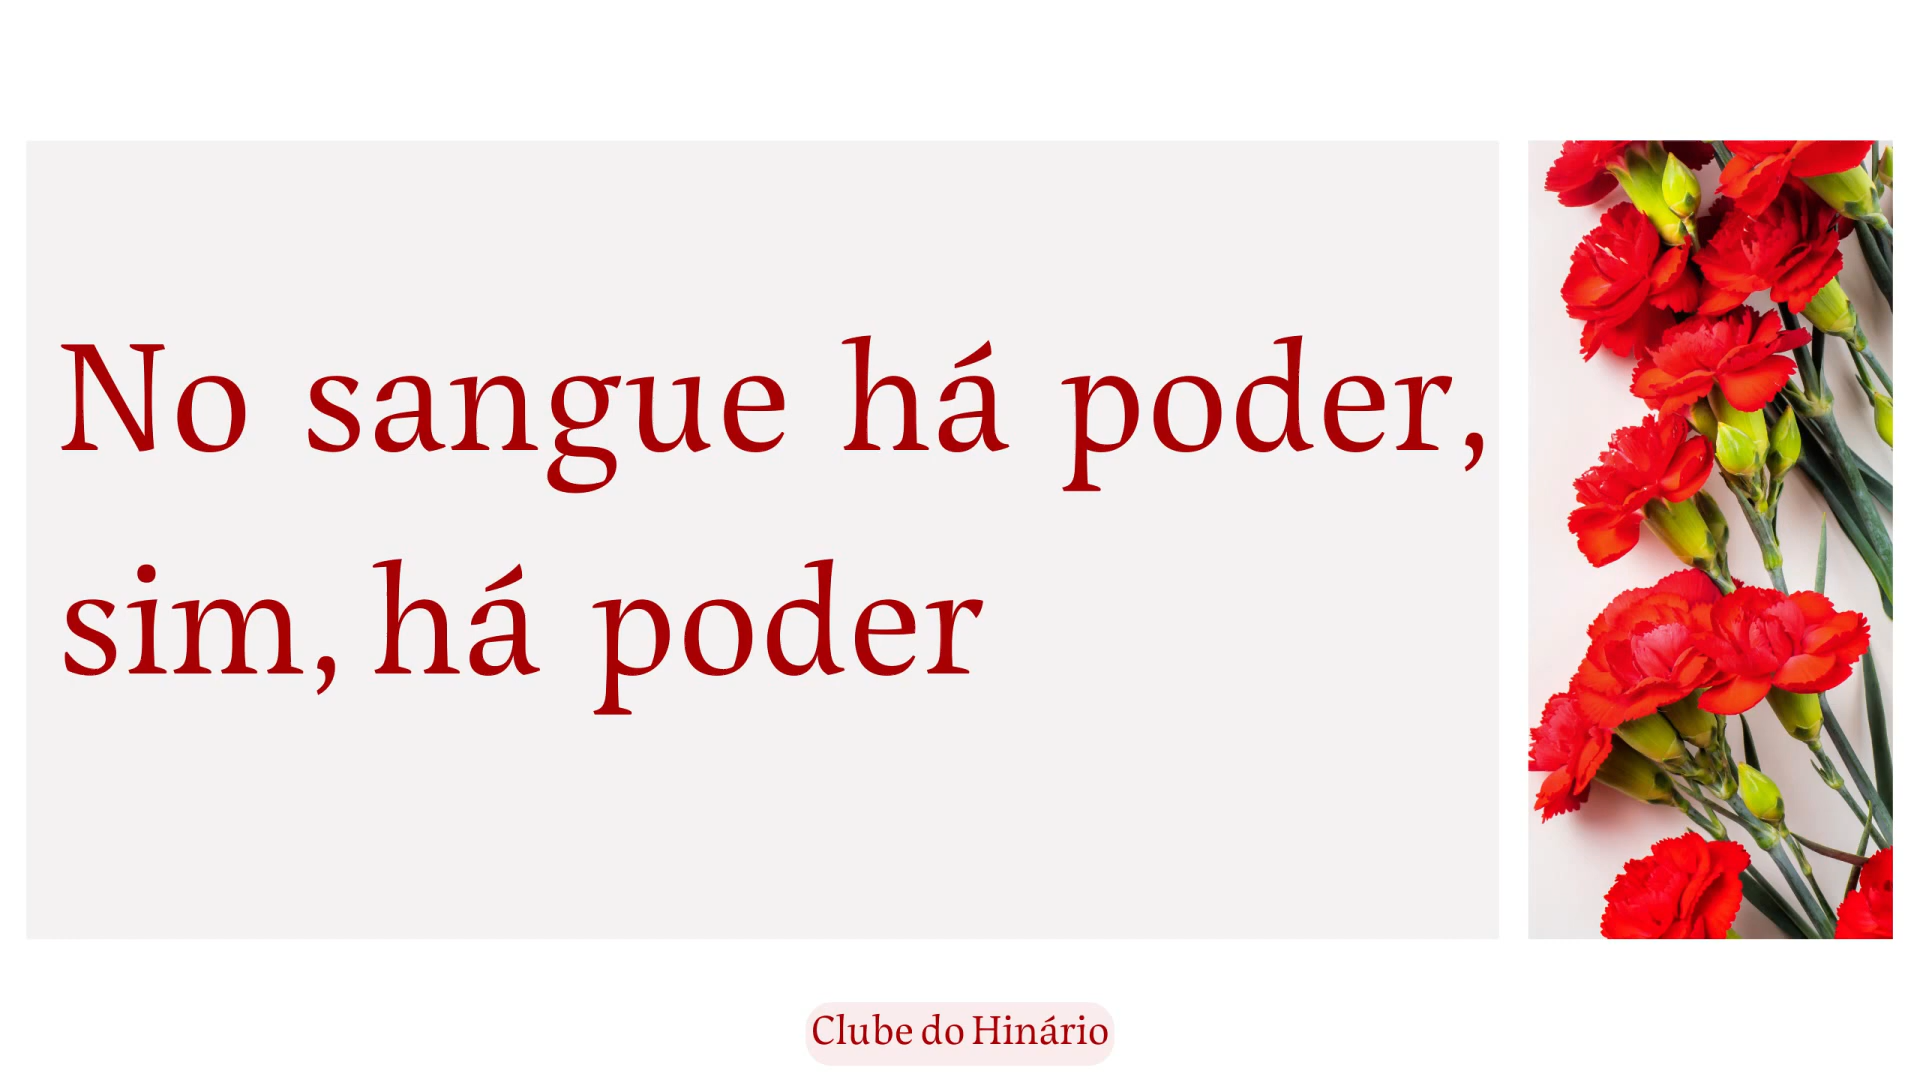 No sangue há poder,
sim, há poder
Clube do Hinário